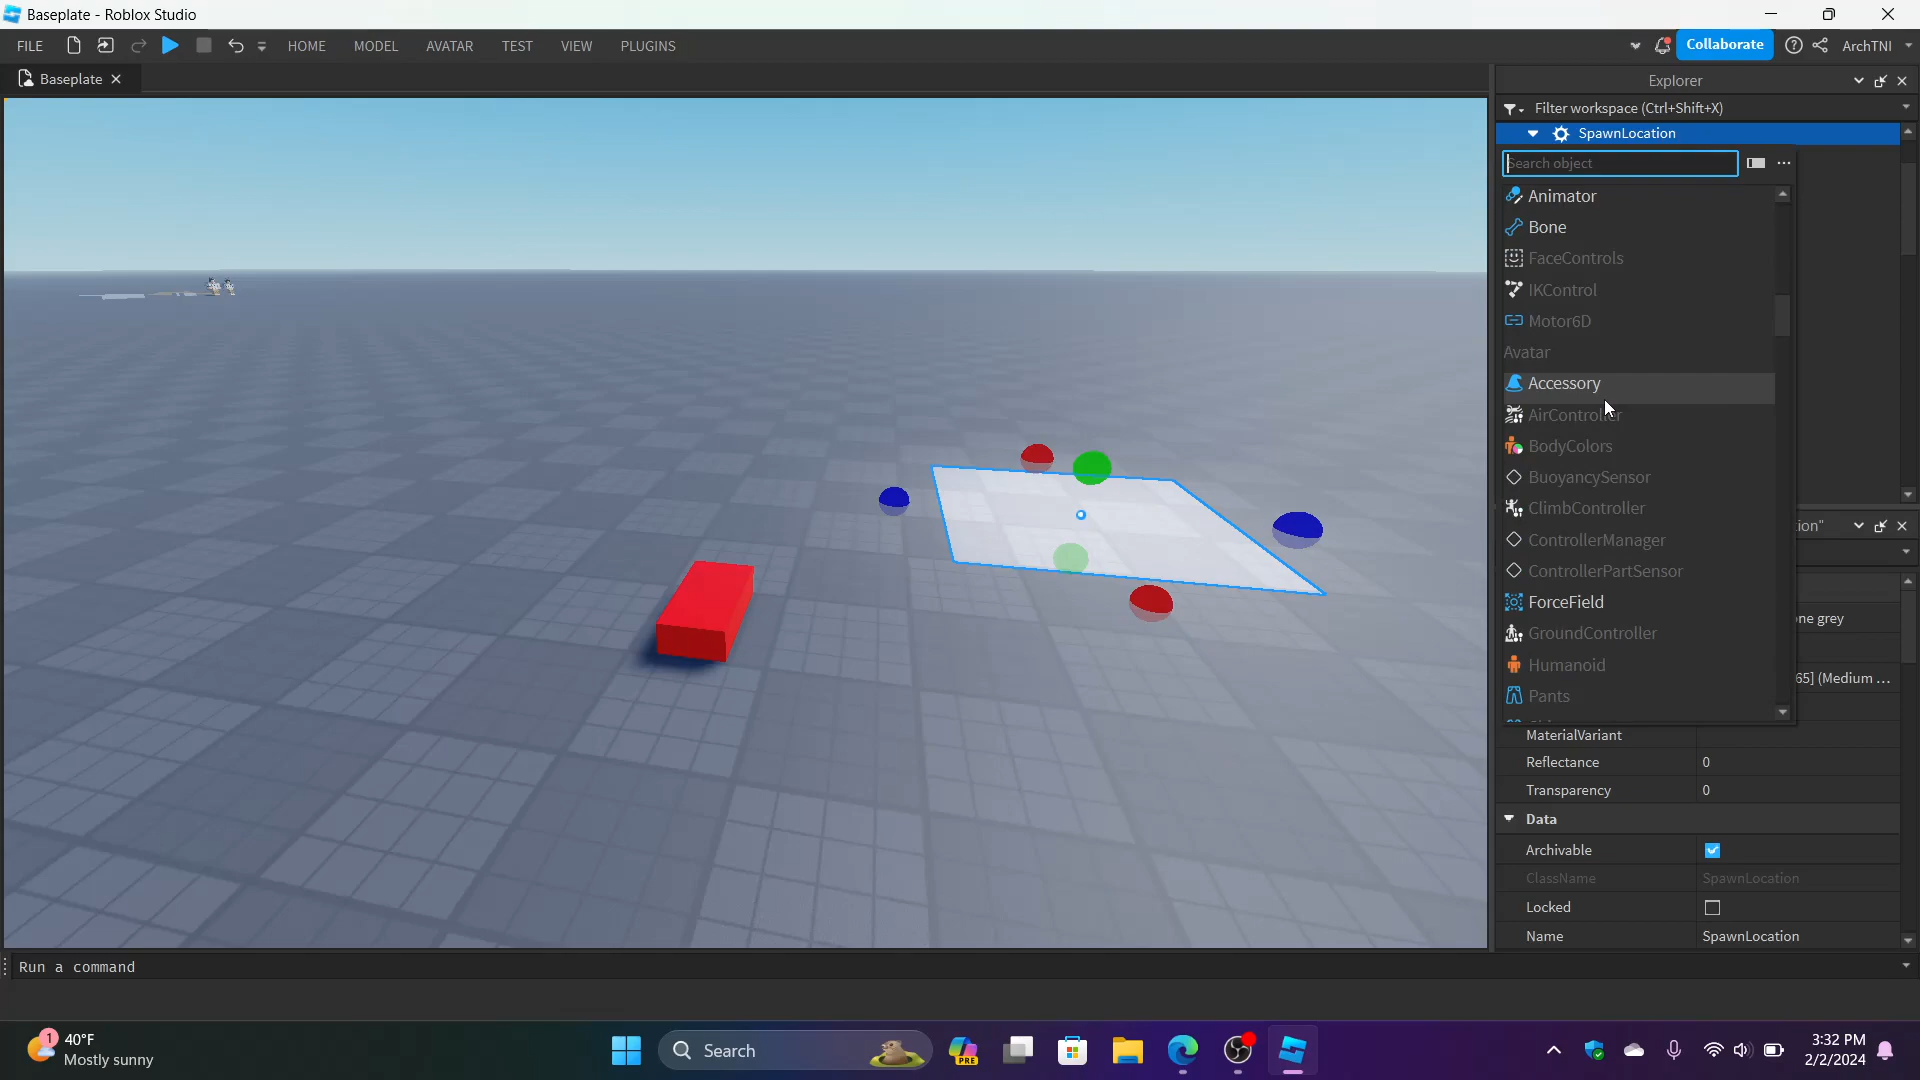 Baseplate - Roblox Studio
FILE HOME MODEL AVATAR TEST VIEW PLUGINS Collaborate ArchTNI
Baseplate
Explorer
Filter workspace (Ctrl+Shift+X)
SpawnLocation
Search object
Animator
Bone
FaceControls
IKControl
Motor6D
Avatar
Accessory
AirController
BodyColors
BuoyancySensor
ClimbController
ControllerManager
ControllerPartSensor
ForceField
GroundController
Humanoid
Pants
ion"
one grey
65] (Medium ...
MaterialVariant
Reflectance 0
Transparency 0
Data
Archivable
ClassName SpawnLocation
Locked
Name SpawnLocation
Run a command
1
40°F
Mostly sunny
Search
PRE
3:32 PM
2/2/2024